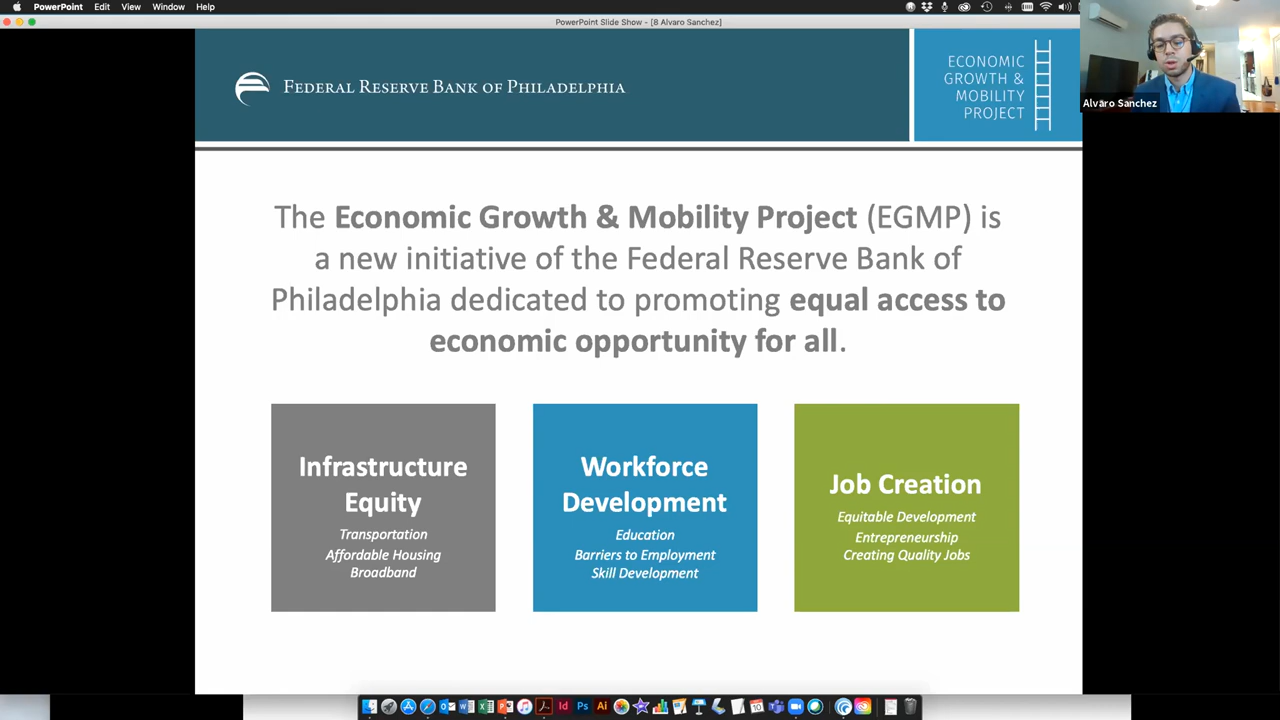 PowerPoint Edit View Window Help
PowerPoint Slide Show - [8 Alvaro Sanchez]
FEDERAL RESERVE BANK OF PHILADELPHIA
ECONOMIC
GROWTH &
MOBILITY
PROJECT
Alvaro Sanchez
The Economic Growth & Mobility Project (EGMP) is
a new initiative of the Federal Reserve Bank of
Philadelphia dedicated to promoting equal access to
economic opportunity for all.
Infrastructure
Equity
Transportation
Affordable Housing
Broadband
Workforce
Development
Education
Barriers to Employment
Skill Development
Job Creation
Equitable Development
Entrepreneurship
Creating Quality Jobs
Id
Ps
Ai